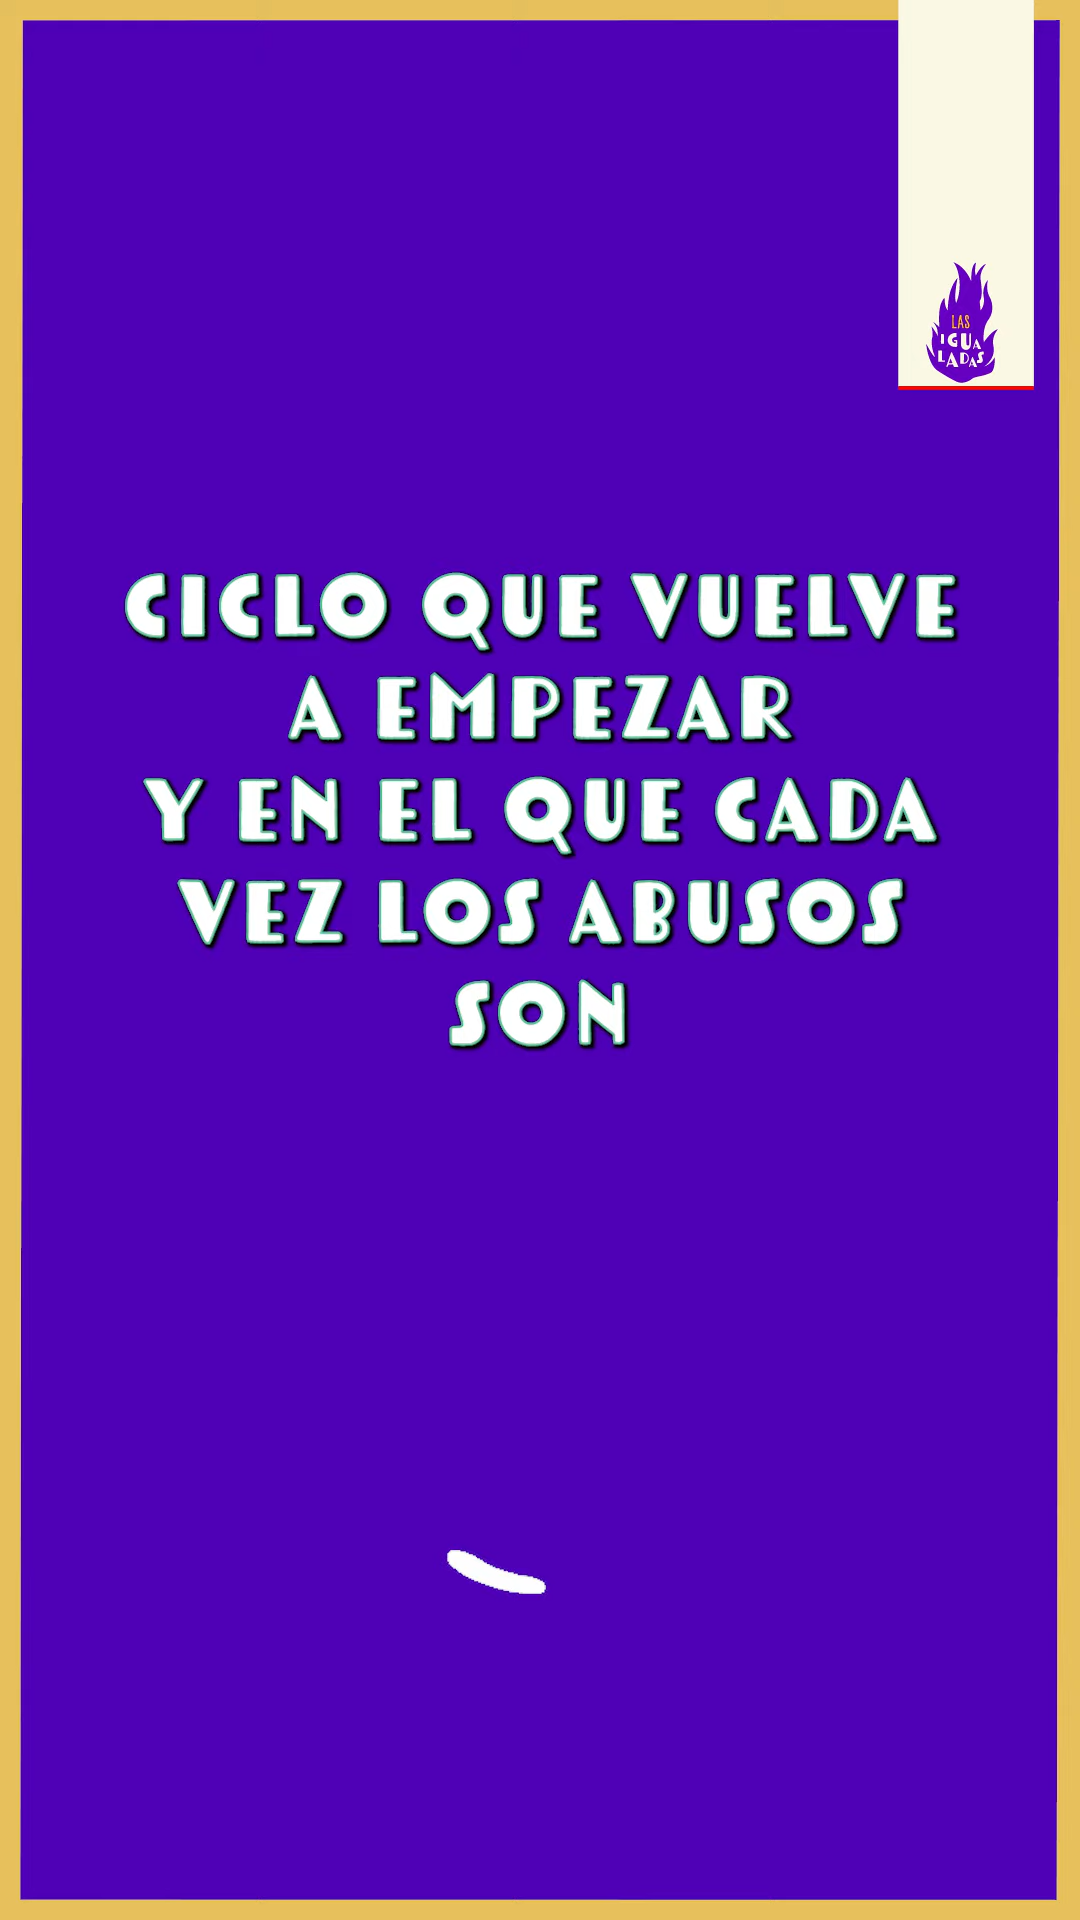 LAS
IGUA
LADAS
CICLO QUE VUELVE
A EMPEZAR
Y EN EL QUE CADA
VEZ LOS ABUSOS
SON